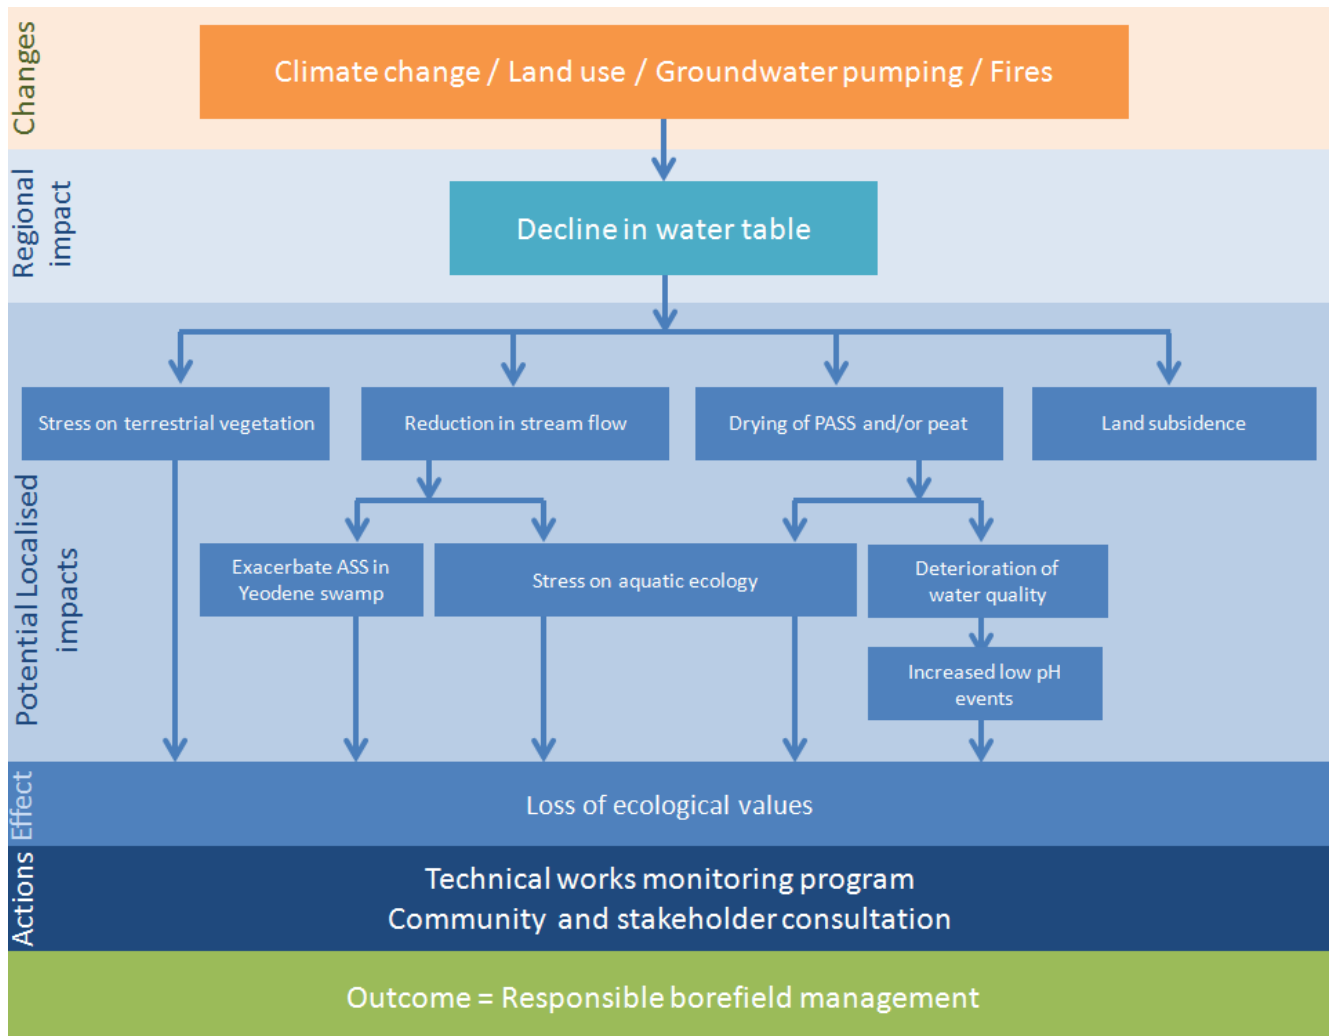 Changes
Climate change / Land use / Groundwater pumping / Fires
Regional
impact
Decline in water table
Potential Localised
impacts
Stress on terrestrial vegetation
Reduction in stream flow
Drying of PASS and/or peat
Land subsidence
Exacerbate ASS in
Yeodene swamp
Stress on aquatic ecology
Deterioration of
water quality
Increased low pH
events
Effect
Loss of ecological values
Actions
Technical works monitoring program
Community and stakeholder consultation
Outcome = Responsible borefield management